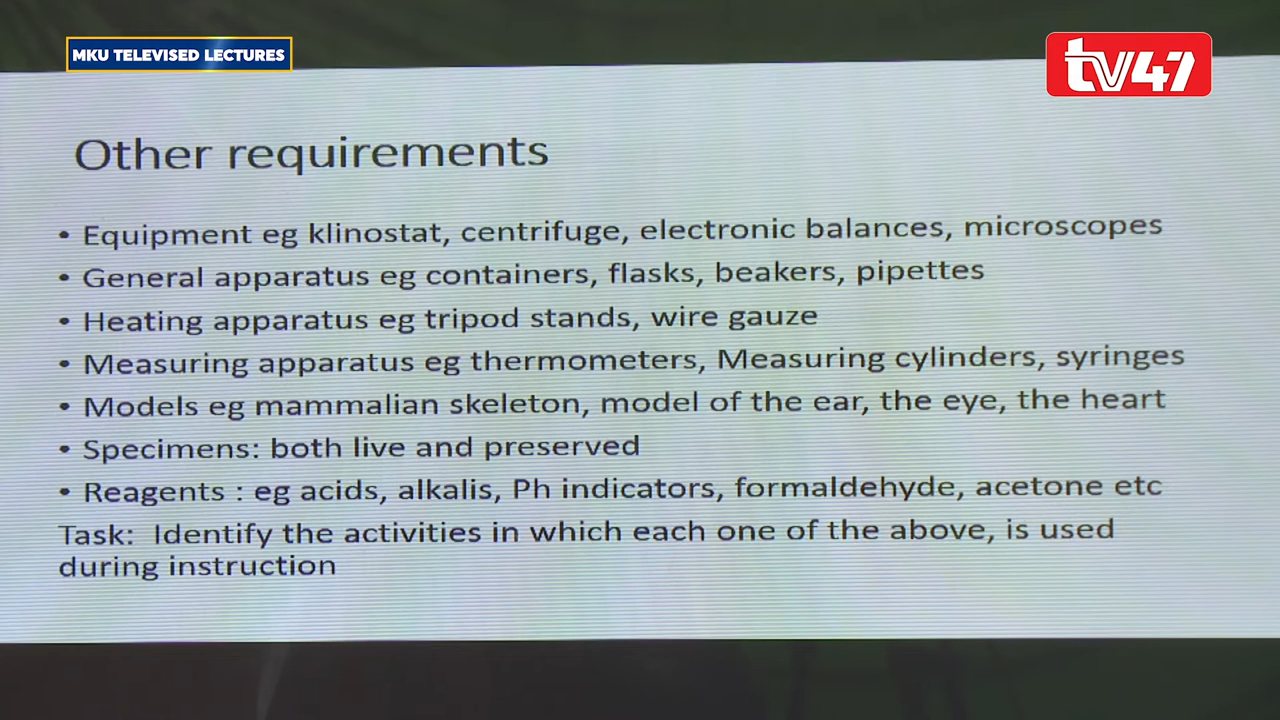 MKU TELEVISED LECTURES
tv47
Other requirements
• Equipment eg klinostat, centrifuge, electronic balances, microscopes
• General apparatus eg containers, flasks, beakers, pipettes
• Heating apparatus eg tripod stands, wire gauze
• Measuring apparatus eg thermometers, Measuring cylinders, syringes
• Models eg mammalian skeleton, model of the ear, the eye, the heart
• Specimens: both live and preserved
• Reagents : eg acids, alkalis, Ph indicators, formaldehyde, acetone etc
Task:  Identify the activities in which each one of the above, is used
during instruction